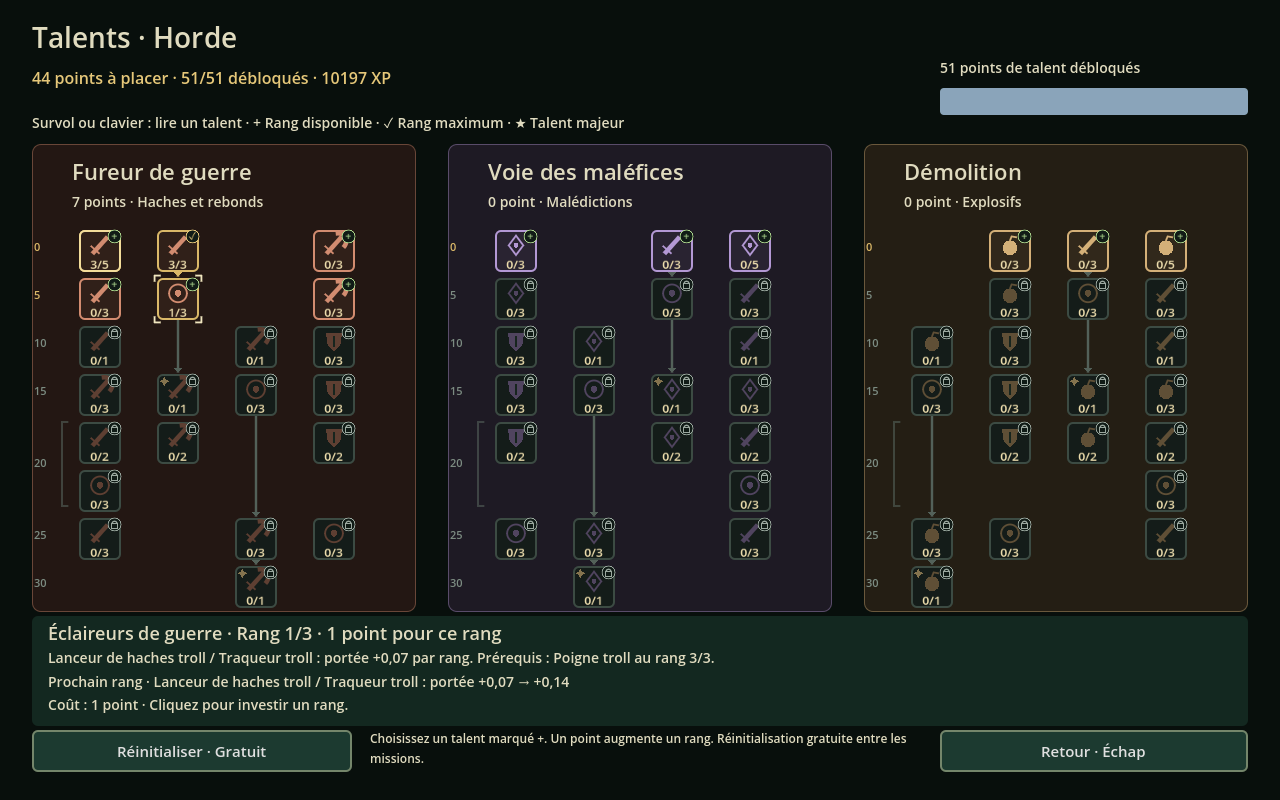 Talents · Horde
44 points à placer · 51/51 débloqués · 10197 XP
51 points de talent débloqués
Survol ou clavier : lire un talent · + Rang disponible · ✓ Rang maximum · ★ Talent majeur
Fureur de guerre
7 points · Haches et rebonds
0
3/5 3/3 0/3
5
0/3 1/3 0/3
10
0/1 0/1 0/3
15
0/3 0/1 0/3 0/3
0/2 0/2 0/2
20
0/3
25
0/3 0/3 0/3
30
0/1
Voie des maléfices
0 point · Malédictions
0
0/3 0/3 0/5
5
0/3 0/3 0/3
10
0/3 0/1 0/1
15
0/3 0/3 0/1 0/3
0/2 0/2 0/2
20
0/3
25
0/3 0/3 0/3
30
0/1
Démolition
0 point · Explosifs
0
0/3 0/3 0/5
5
0/3 0/3 0/3
10
0/1 0/3 0/1
15
0/3 0/3 0/1 0/3
0/2 0/2 0/2
20
0/3
25
0/3 0/3 0/3
30
0/1
Éclaireurs de guerre · Rang 1/3 · 1 point pour ce rang
Lanceur de haches troll / Traqueur troll : portée +0,07 par rang. Prérequis : Poigne troll au rang 3/3.
Prochain rang · Lanceur de haches troll / Traqueur troll : portée +0,07 → +0,14
Coût : 1 point · Cliquez pour investir un rang.
Réinitialiser · Gratuit
Choisissez un talent marqué +. Un point augmente un rang. Réinitialisation gratuite entre les
missions.
Retour · Échap